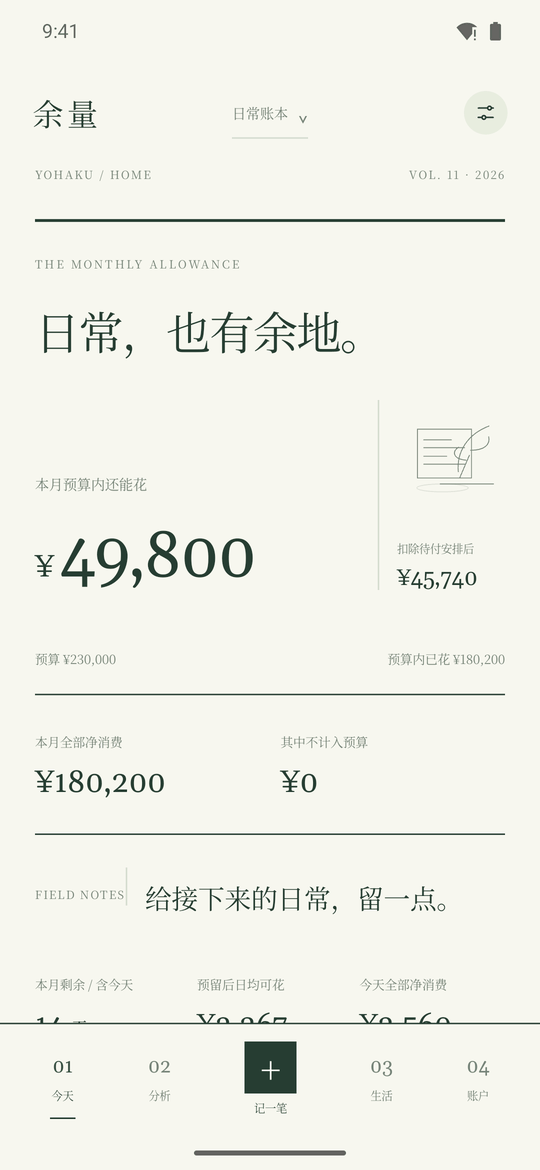 9:41
余量
日常账本
YOHAKU / HOME
VOL. 11 · 2026
THE MONTHLY ALLOWANCE
日常，也有余地。
本月预算内还能花
¥49,800
扣除待付安排后
¥45,740
预算 ¥230,000
预算内已花 ¥180,200
本月全部净消费
¥180,200
其中不计入预算
¥0
FIELD NOTES
给接下来的日常，留一点。
本月剩余 / 含今天
预留后日均可花
今天全部净消费
01
今天
02
分析
记一笔
03
生活
04
账户